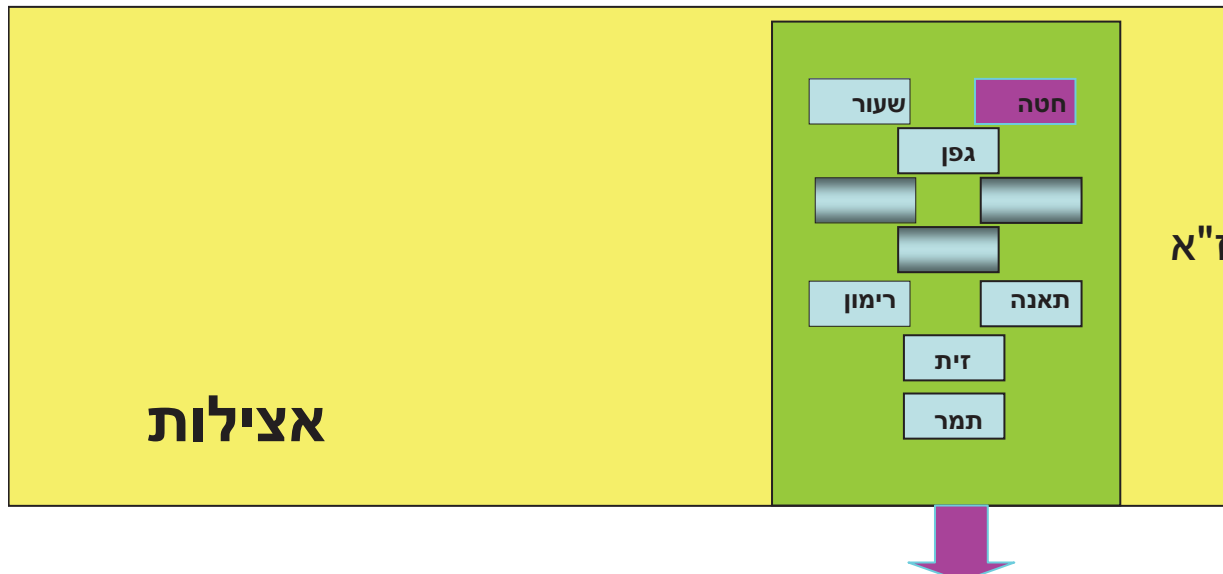 חטה
שעור
גפן
ז"א
תאנה
רימון
זית
תמר
אצילות